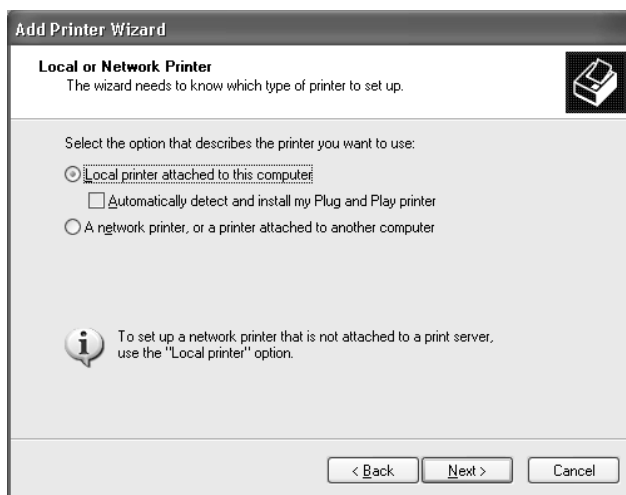 Add Printer Wizard
Local or Network Printer
The wizard needs to know which type of printer to set up.
Select the option that describes the printer you want to use:
Local printer attached to this computer
Automatically detect and install my Plug and Play printer
A network printer, or a printer attached to another computer
To set up a network printer that is not attached to a print server,
use the "Local printer" option.
< Back Next > Cancel